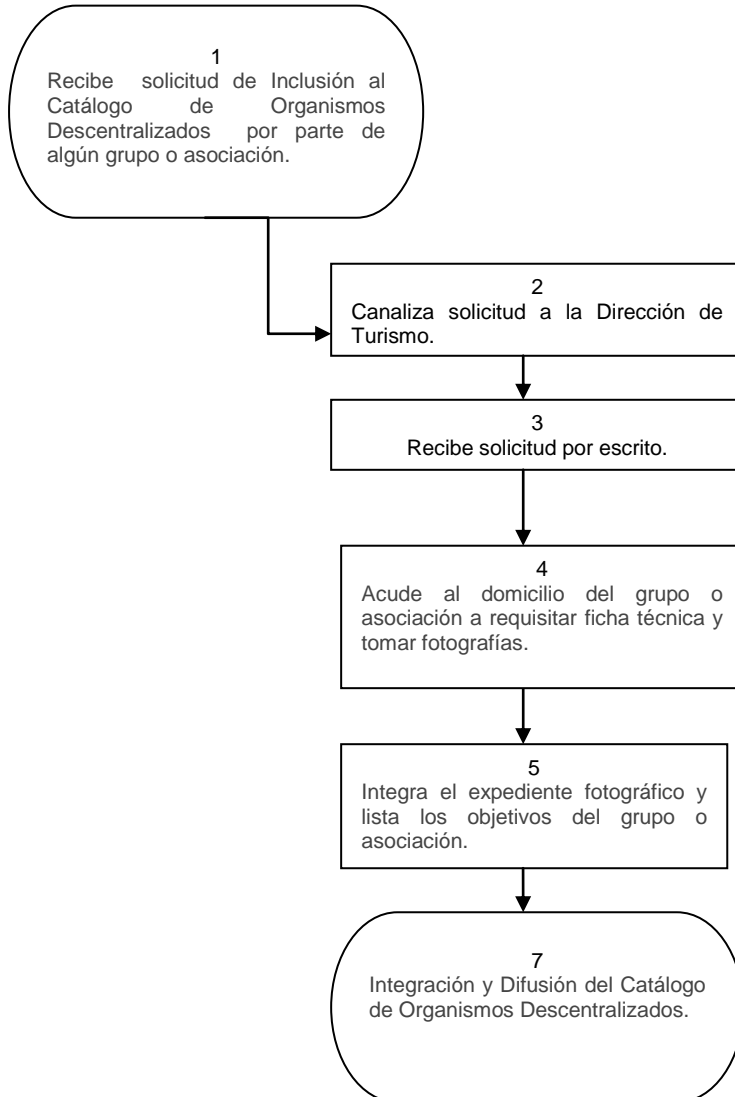 1
Recibe solicitud de Inclusión al
Catálogo de Organismos
Descentralizados por parte de
algún grupo o asociación.
2
Canaliza solicitud a la Dirección de
Turismo.
3
Recibe solicitud por escrito.
4
Acude al domicilio del grupo o
asociación a requisitar ficha técnica y
tomar fotografías.
5
Integra el expediente fotográfico y
lista los objetivos del grupo o
asociación.
7
Integración y Difusión del Catálogo
de Organismos Descentralizados.